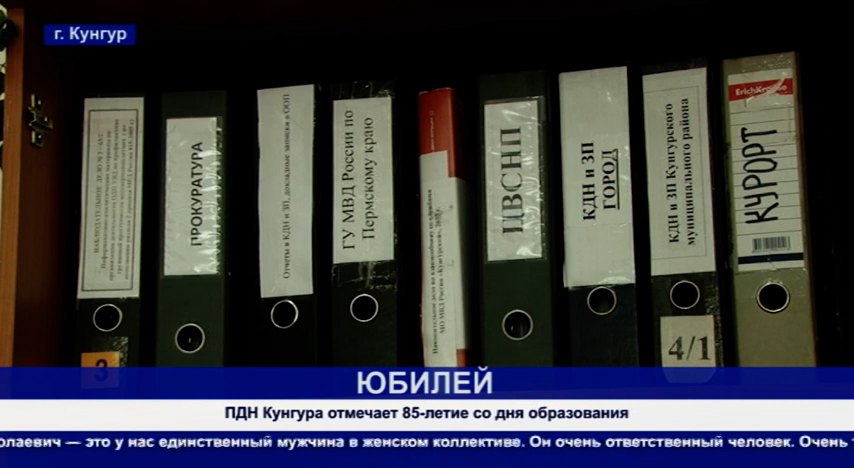 г. Кунгур
ПРОКУРАТУРА
Отчеты в КДН и ЗП, докладные записки в ООП
ГУ МВД России по
Пермскому краю
ЦВСНП
КДН и ЗП
ГОРОД
КДН и ЗП Кунгурского
муниципального района
4/1
ErichKrause
КУРОРТ
3
ЮБИЛЕЙ
ПДН Кунгура отмечает 85-летие со дня образования
олаевич — это у нас единственный мужчина в женском коллективе. Он очень ответственный человек. Очень